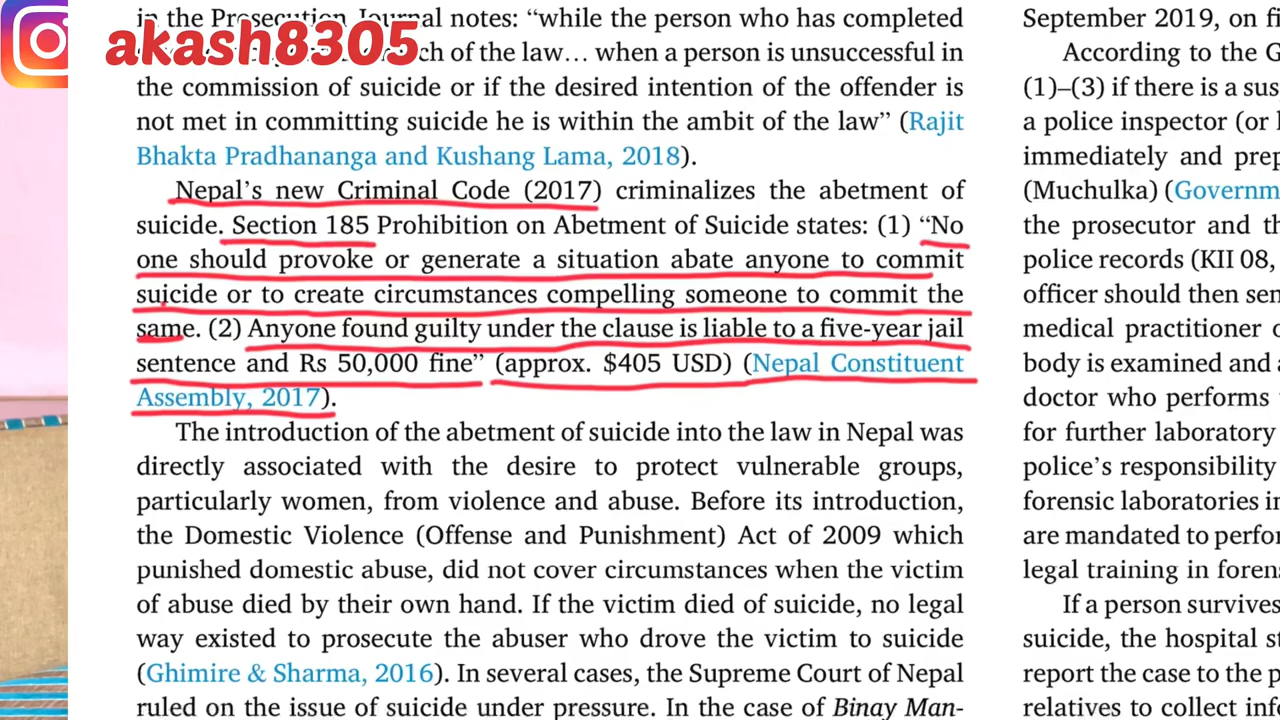 akash8305
in the Prosecution Journal notes: “while the person who has completed
ch of the law… when a person is unsuccessful in
the commission of suicide or if the desired intention of the offender is
not met in committing suicide he is within the ambit of the law” (Rajit
Bhakta Pradhananga and Kushang Lama, 2018).
Nepal’s new Criminal Code (2017) criminalizes the abetment of
suicide. Section 185 Prohibition on Abetment of Suicide states: (1) “No
one should provoke or generate a situation abate anyone to commit
suicide or to create circumstances compelling someone to commit the
same. (2) Anyone found guilty under the clause is liable to a five-year jail
sentence and Rs 50,000 fine” (approx. $405 USD) (Nepal Constituent
Assembly, 2017).
The introduction of the abetment of suicide into the law in Nepal was
directly associated with the desire to protect vulnerable groups,
particularly women, from violence and abuse. Before its introduction,
the Domestic Violence (Offense and Punishment) Act of 2009 which
punished domestic abuse, did not cover circumstances when the victim
of abuse died by their own hand. If the victim died of suicide, no legal
way existed to prosecute the abuser who drove the victim to suicide
(Ghimire & Sharma, 2016). In several cases, the Supreme Court of Nepal
ruled on the issue of suicide under pressure. In the case of Binay Man-
September 2019, on fi
According to the G
(1)–(3) if there is a sus
a police inspector (or
immediately and prep
(Muchulka) (Governm
the prosecutor and th
police records (KII 08,
officer should then sen
medical practitioner
body is examined and a
doctor who performs
for further laboratory
police’s responsibility
forensic laboratories in
are mandated to perfor
legal training in forens
If a person survives
suicide, the hospital s
report the case to the p
relatives to collect info